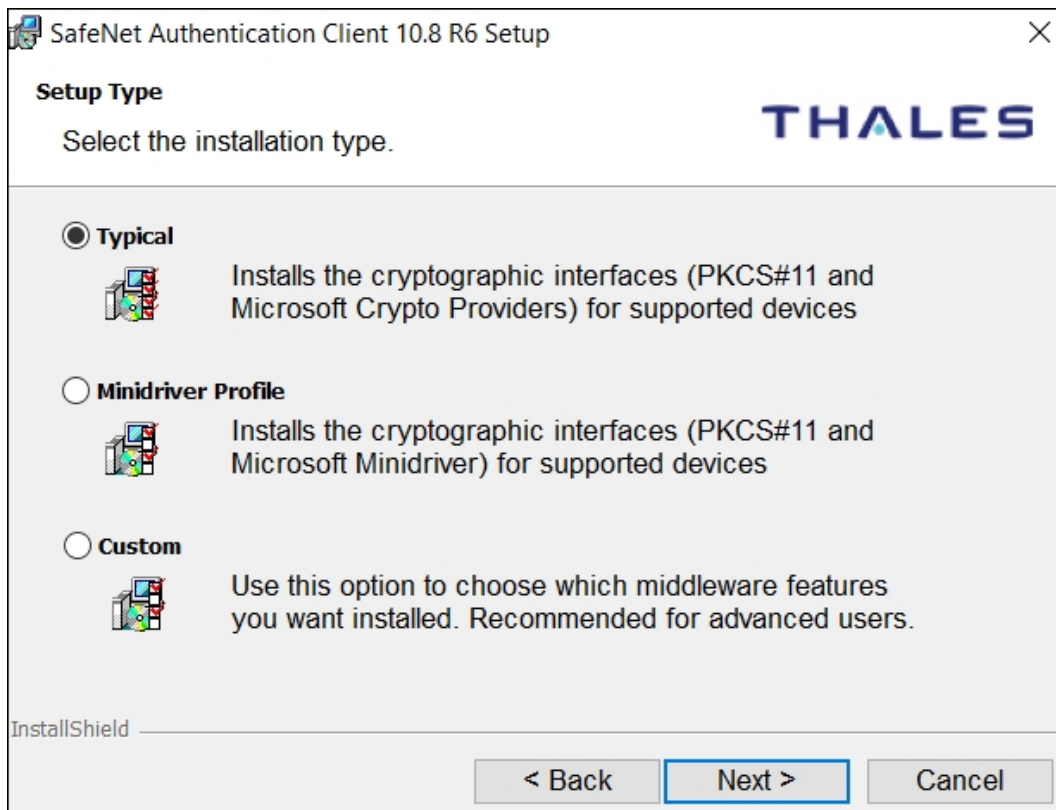 SafeNet Authentication Client 10.8 R6 Setup
Setup Type
Select the installation type.
THALES
Typical
Installs the cryptographic interfaces (PKCS#11 and
Microsoft Crypto Providers) for supported devices
Minidriver Profile
Installs the cryptographic interfaces (PKCS#11 and
Microsoft Minidriver) for supported devices
Custom
Use this option to choose which middleware features
you want installed. Recommended for advanced users.
InstallShield
< Back
Next >
Cancel